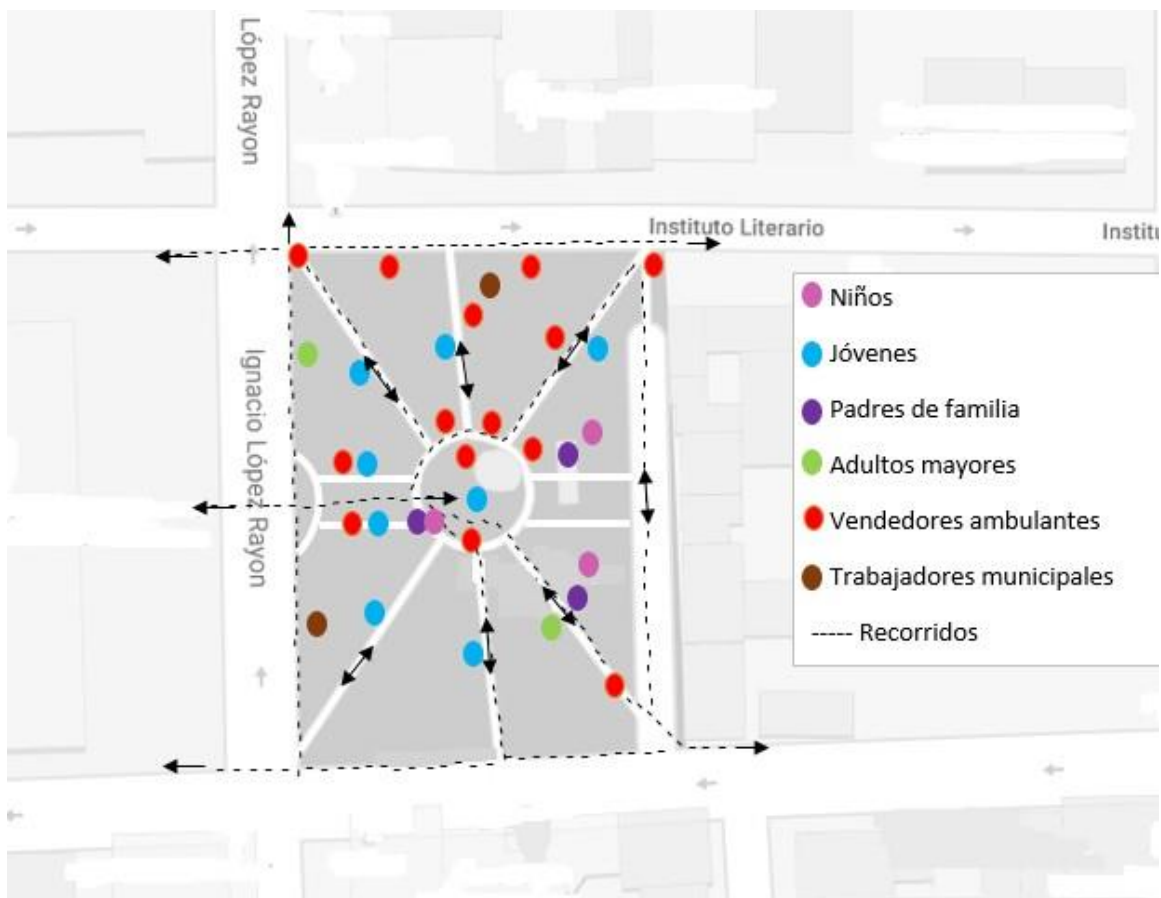 López Rayon
Instituto Literario
Institu
Ignacio López Rayon
Niños
Jóvenes
Padres de familia
Adultos mayores
Vendedores ambulantes
Trabajadores municipales
----- Recorridos